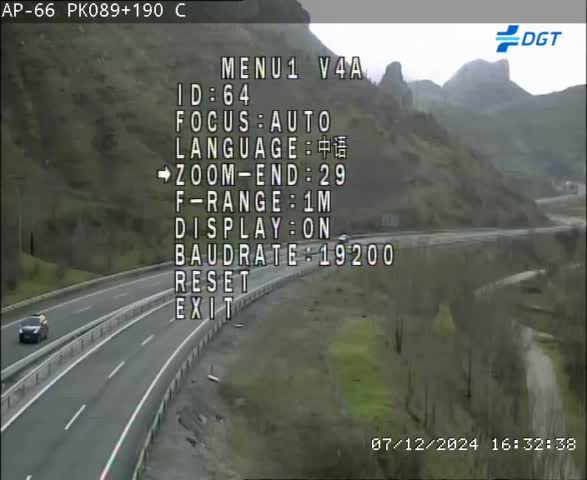 AP-66 PK089+190 C
DGT
MENU1 V4A
ID:64
FOCUS:AUTO
LANGUAGE:中语
ZOOM-END:29
F-RANGE:1M
DISPLAY:ON
BAUDRATE:19200
RESET
EXIT
07/12/2024 16:32:38